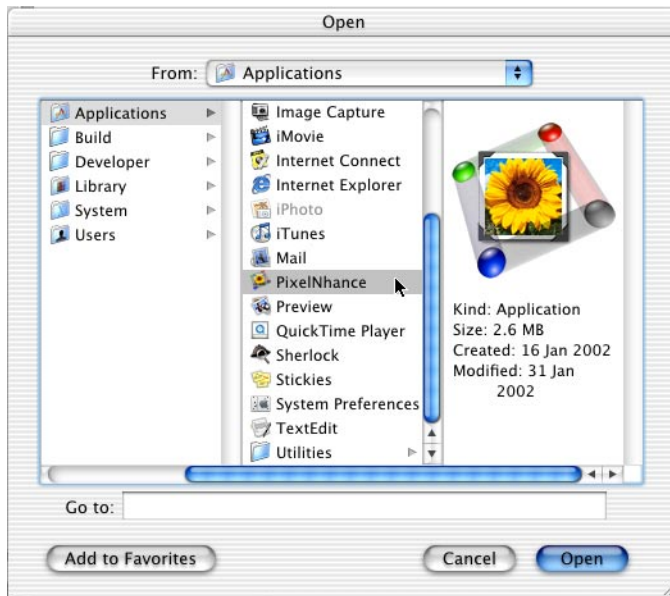 Open
From: Applications
Applications
Build
Developer
Library
System
Users
Image Capture
iMovie
Internet Connect
Internet Explorer
iPhoto
iTunes
Mail
PixelNhance
Preview
QuickTime Player
Sherlock
Stickies
System Preferences
TextEdit
Utilities
Kind: Application
Size: 2.6 MB
Created: 16 Jan 2002
Modified: 31 Jan
2002
Go to:
Add to Favorites
Cancel
Open